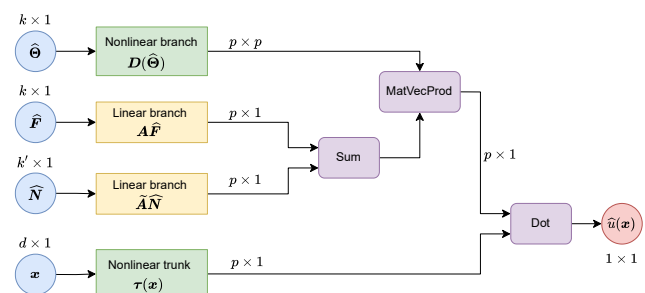 k × 1
Θ̂
Nonlinear branch
D(Θ̂)
p × p
MatVecProd
k × 1
F̂
Linear branch
AF̂
p × 1
Sum
k′ × 1
N̂
Linear branch
ÃN̂
p × 1
p × 1
d × 1
x
Nonlinear trunk
τ(x)
p × 1
Dot
û(x)
1 × 1